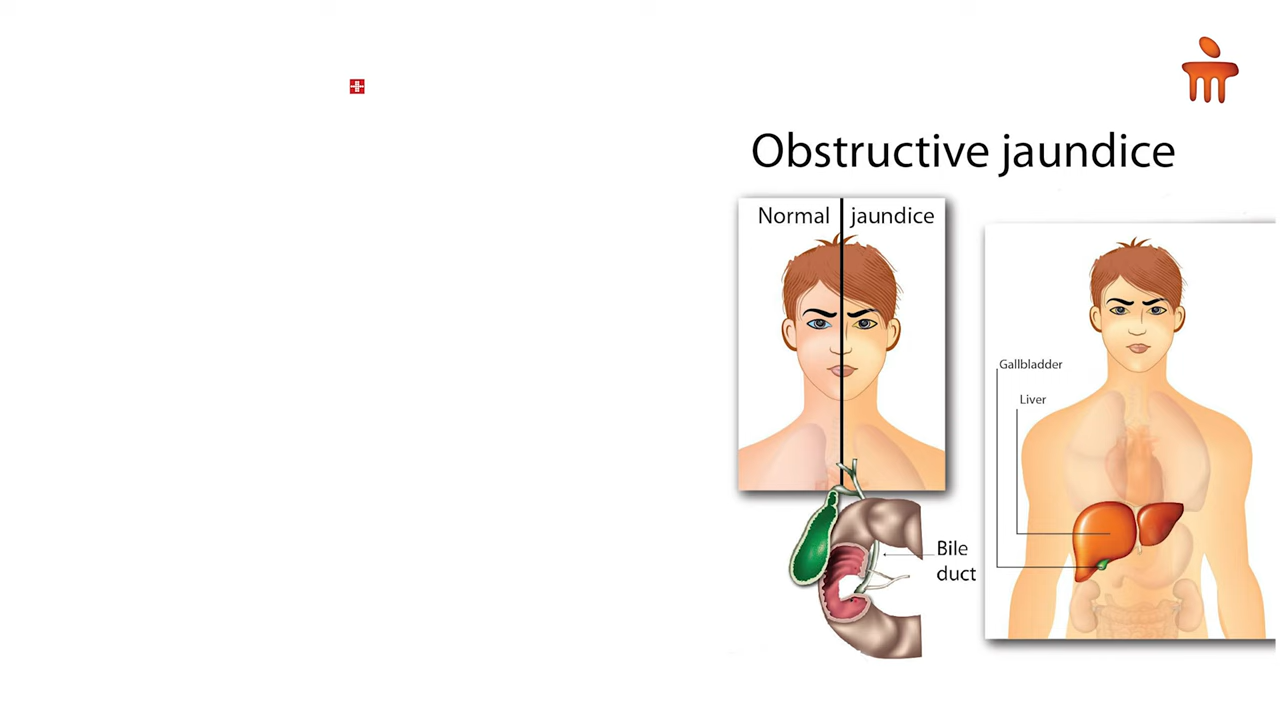 Obstructive jaundice
Normal jaundice
Gallbladder
Liver
Bile
duct